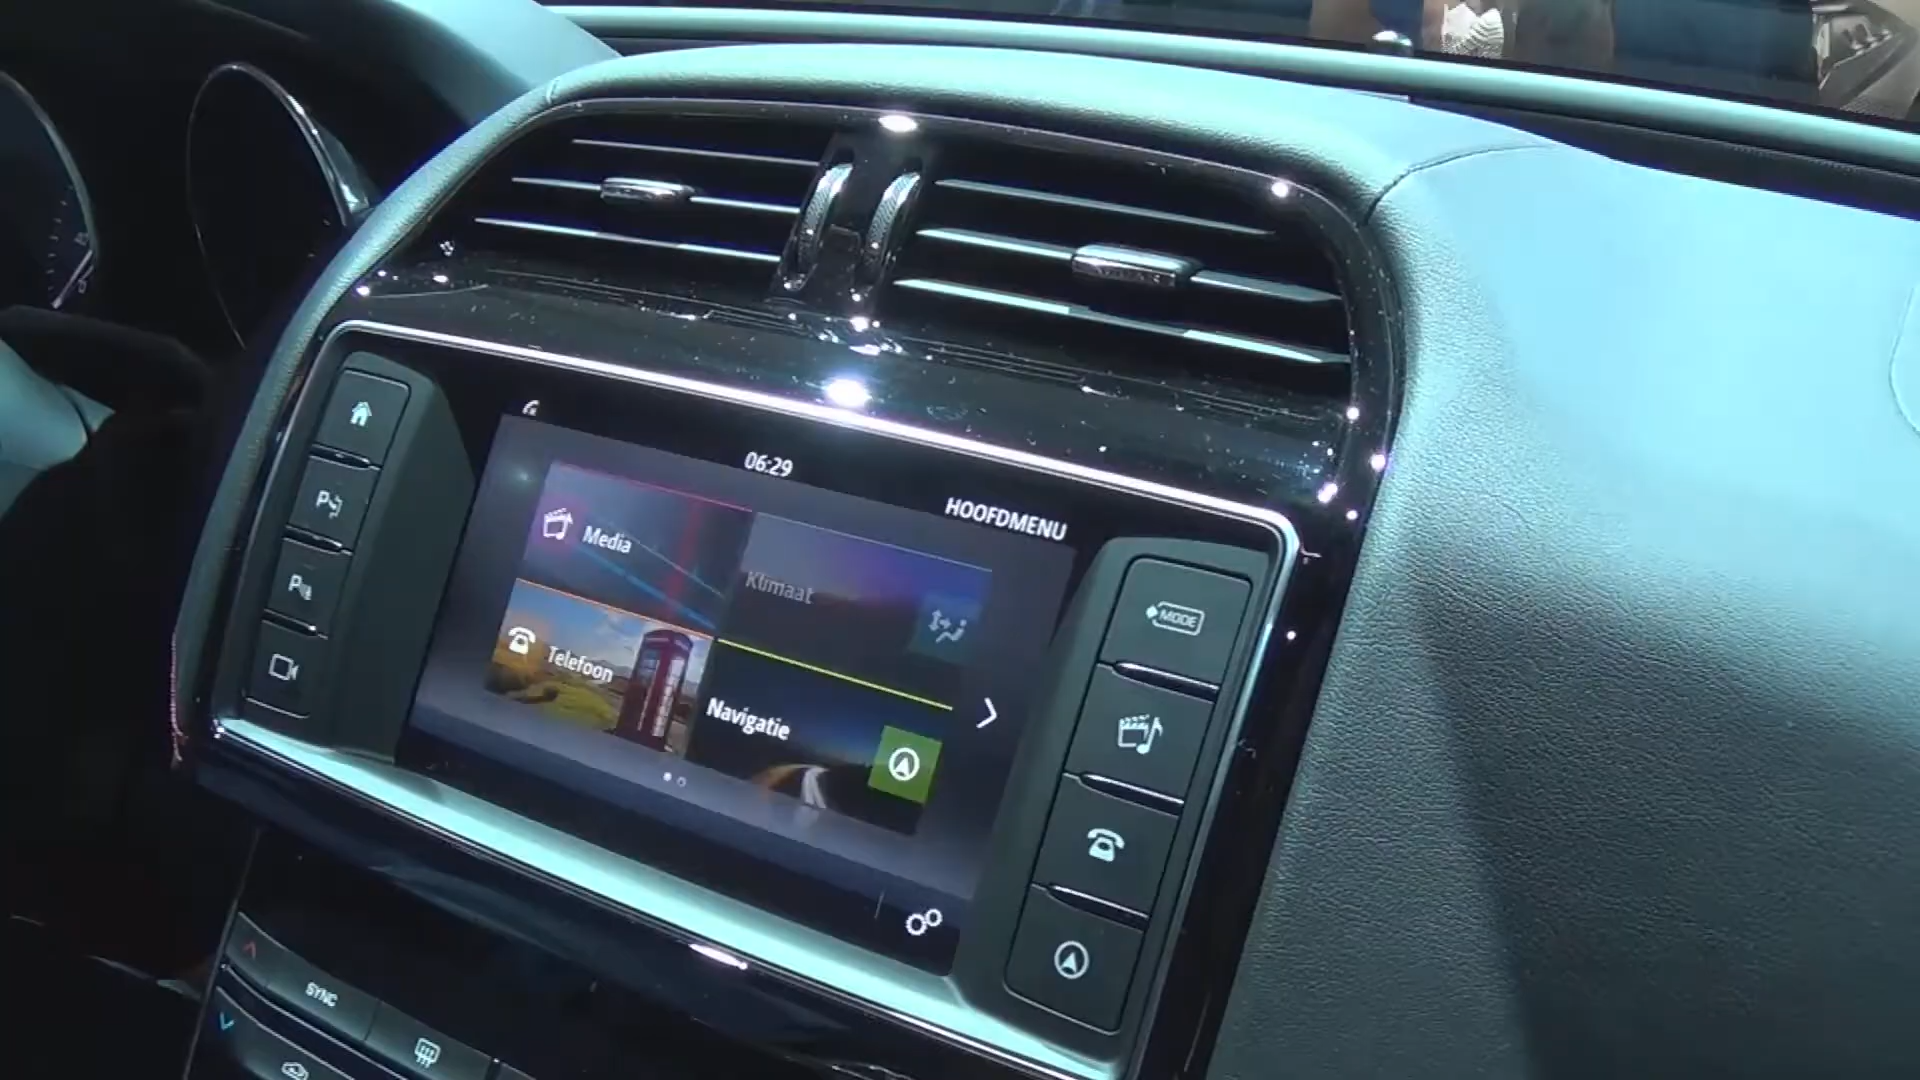 06:29
HOOFDMENU
Media
Klimaat
Telefoon
Navigatie
MODE
P
P
SYNC